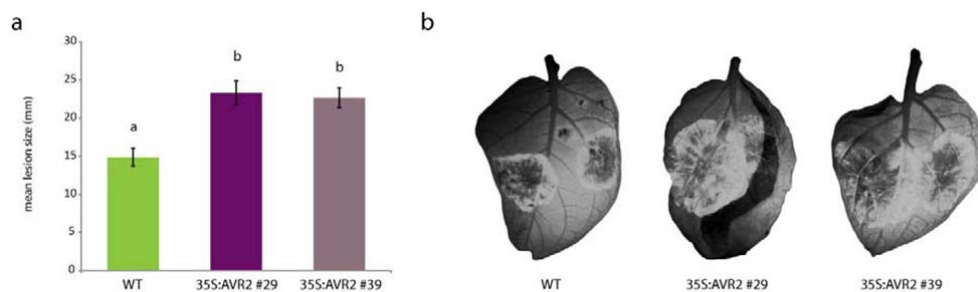 a
b
30
25
20
15
10
5
0
mean lesion size (mm)
a
b
b
WT
35S:AVR2 #29
35S:AVR2 #39
WT
35S:AVR2 #29
35S:AVR2 #39